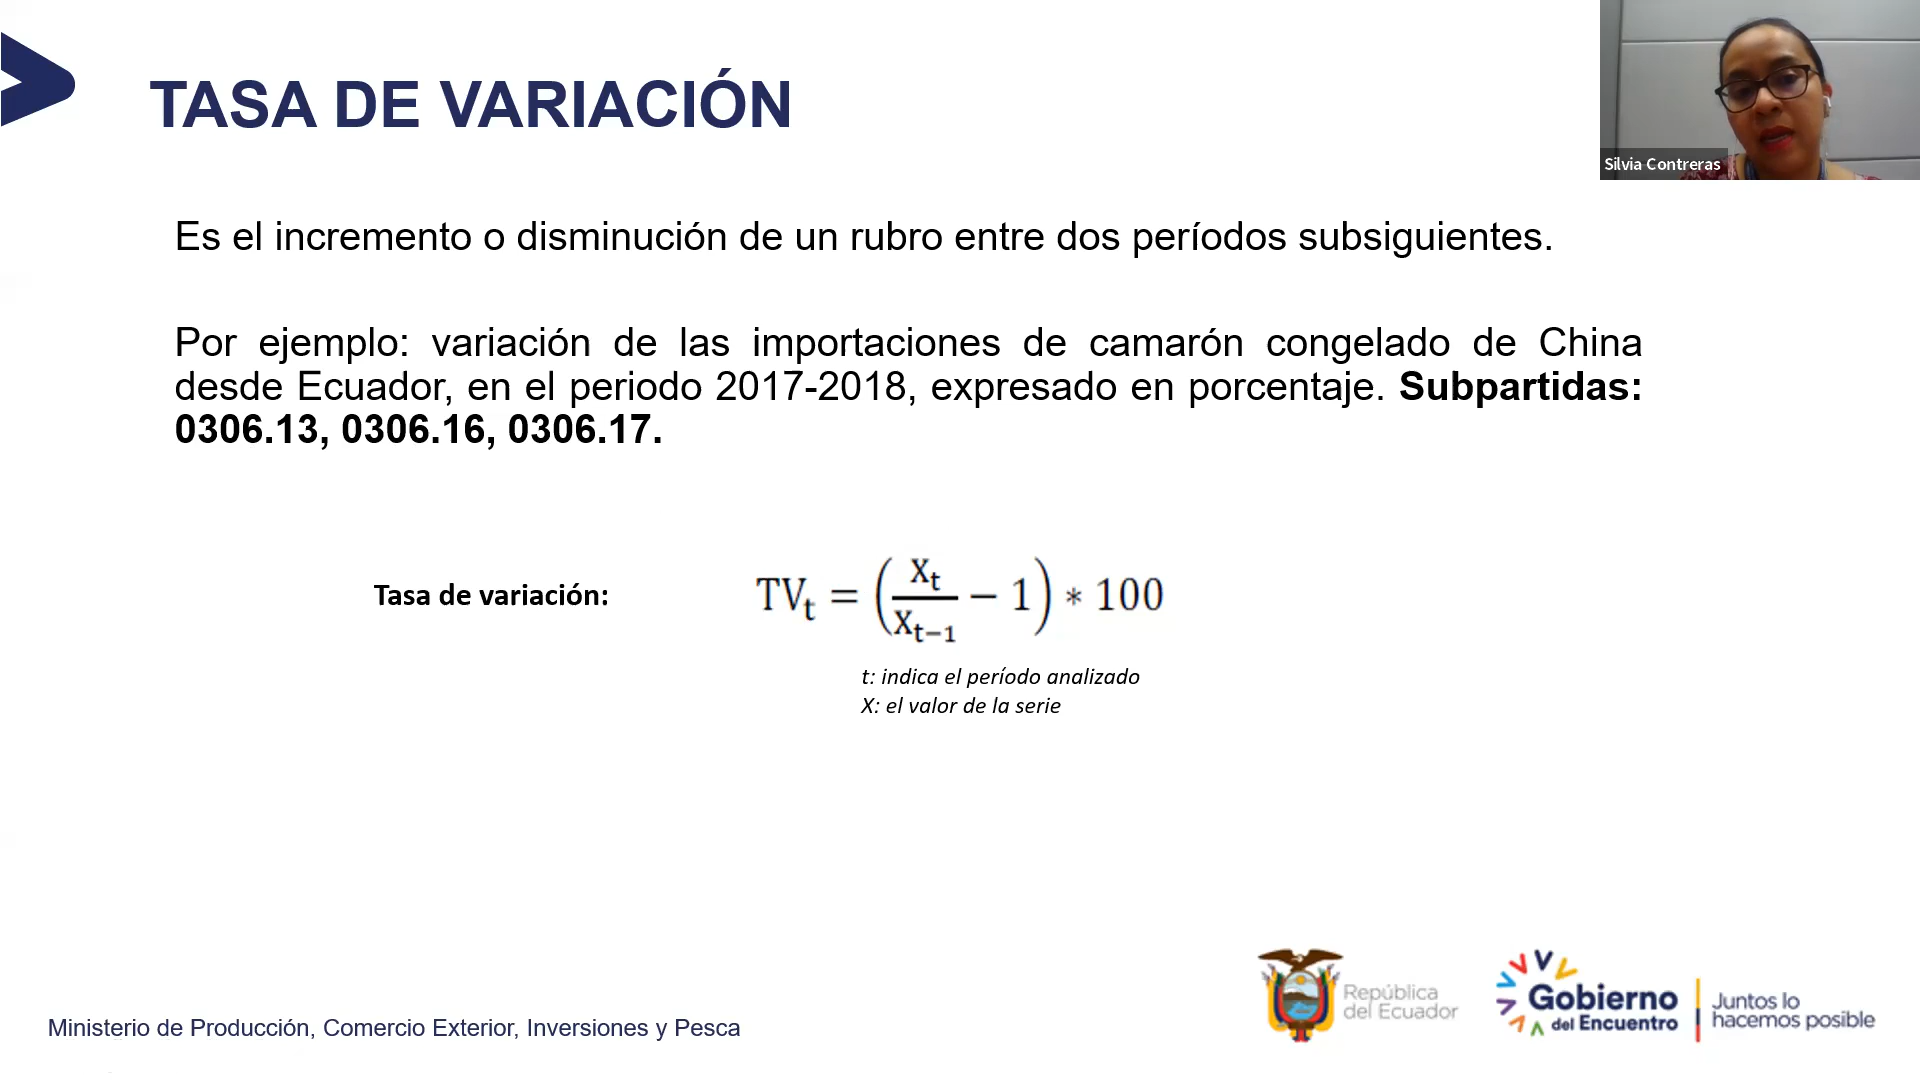 TASA DE VARIACIÓN
Silvia Contreras
Es el incremento o disminución de un rubro entre dos períodos subsiguientes.
Por ejemplo: variación de las importaciones de camarón congelado de China
desde Ecuador, en el periodo 2017-2018, expresado en porcentaje. Subpartidas:
0306.13, 0306.16, 0306.17.
Tasa de variación: TVₜ = (Xₜ / Xₜ₋₁ − 1) * 100
t: indica el período analizado
X: el valor de la serie
Ministerio de Producción, Comercio Exterior, Inversiones y Pesca
República
del Ecuador
Gobierno
del Encuentro
Juntos lo
hacemos posible